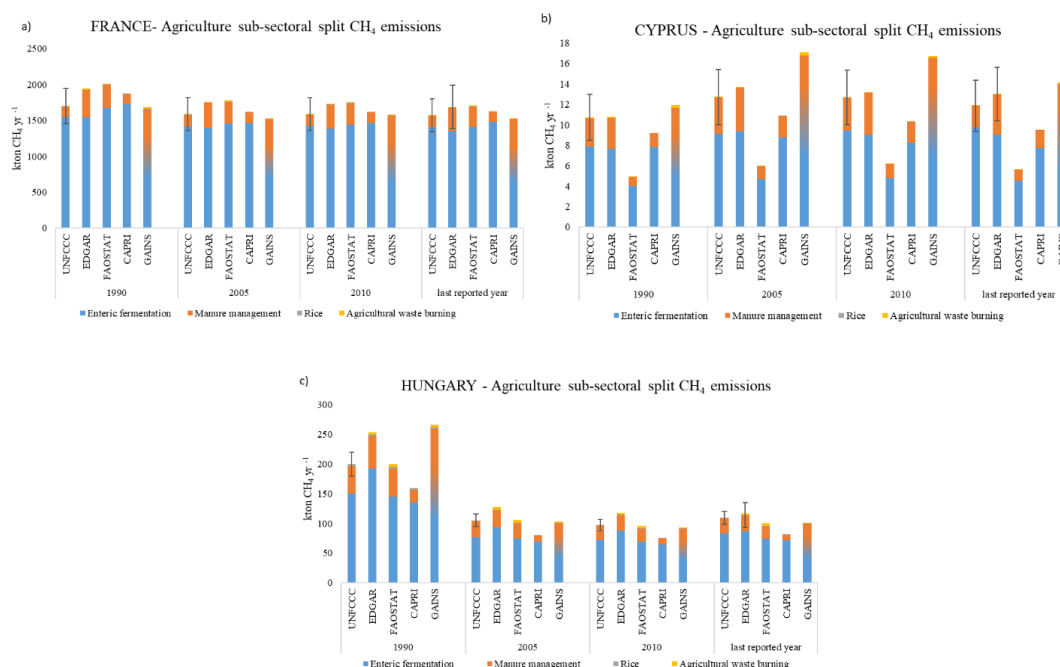 a)
FRANCE- Agriculture sub-sectoral split CH4 emissions
kton CH4 yr -1
2500
2000
1500
1000
500
0
UNFCCC EDGAR FAOSTAT CAPRI GAINS UNFCCC EDGAR FAOSTAT CAPRI GAINS UNFCCC EDGAR FAOSTAT CAPRI GAINS UNFCCC EDGAR FAOSTAT CAPRI GAINS
1990 2005 2010 last reported year
Enteric fermentation Manure management Rice Agricultural waste burning
b)
CYPRUS - Agriculture sub-sectoral split CH4 emissions
kton CH4 yr -1
18
16
14
12
10
8
6
4
2
0
UNFCCC EDGAR FAOSTAT CAPRI GAINS UNFCCC EDGAR FAOSTAT CAPRI GAINS UNFCCC EDGAR FAOSTAT CAPRI GAINS UNFCCC EDGAR FAOSTAT CAPRI GAINS
1990 2005 2010 last reported year
Enteric fermentation Manure management Rice Agricultural waste burning
c)
HUNGARY - Agriculture sub-sectoral split CH4 emissions
kton CH4 yr -1
300
250
200
150
100
50
0
UNFCCC EDGAR FAOSTAT CAPRI GAINS UNFCCC EDGAR FAOSTAT CAPRI GAINS UNFCCC EDGAR FAOSTAT CAPRI GAINS UNFCCC EDGAR FAOSTAT CAPRI GAINS
1990 2005 2010 last reported year
Enteric fermentation Manure management Rice Agricultural waste burning